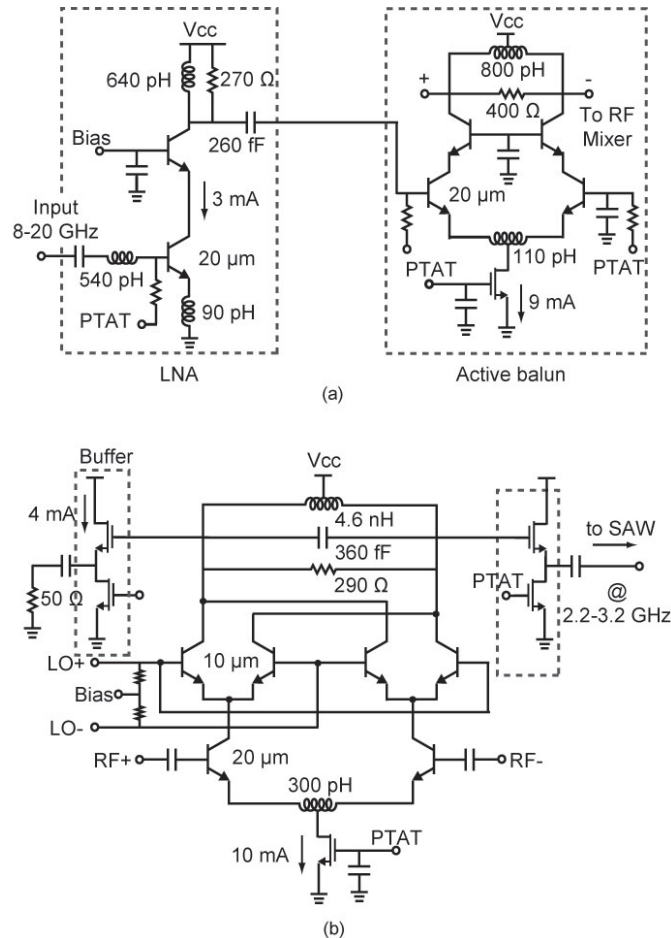 (a)
Vcc
640 pH
270 Ω
Bias
260 fF
3 mA
Input
8-20 GHz
20 μm
540 pH
PTAT
90 pH
LNA
Vcc
800 pH
+
-
400 Ω
To RF
Mixer
20 μm
PTAT
110 pH
PTAT
9 mA
Active balun
(a)
Buffer
Vcc
4 mA
4.6 nH
to SAW
360 fF
290 Ω
PTAT
@
50 Ω
2.2-3.2 GHz
LO+
10 μm
Bias
LO-
RF+
20 μm
RF-
300 pH
10 mA
PTAT
(b)